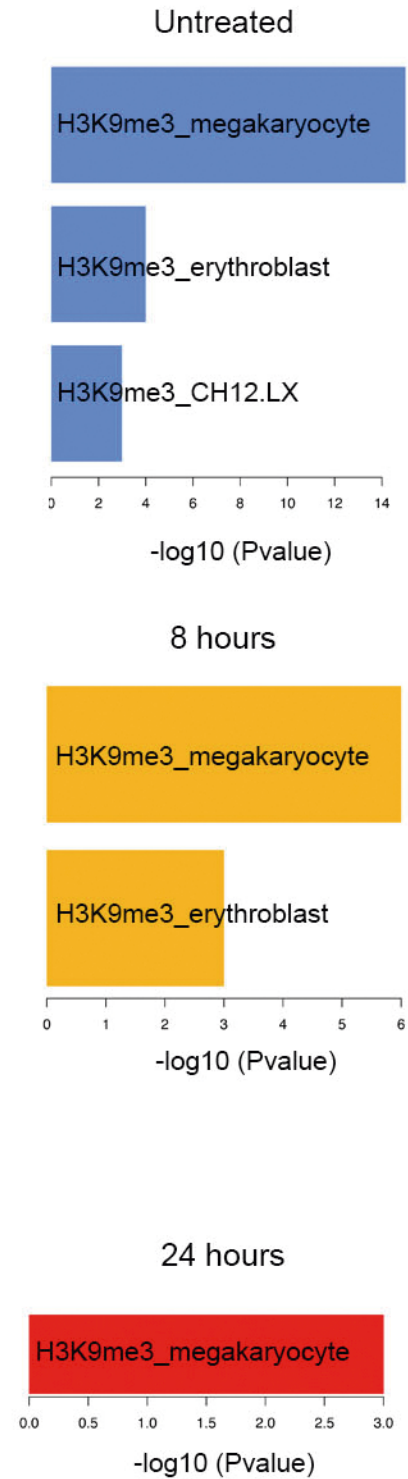 Untreated
H3K9me3_megakaryocyte
H3K9me3_erythroblast
H3K9me3_CH12.LX
0 2 4 6 8 10 12 14
-log10 (Pvalue)
8 hours
H3K9me3_megakaryocyte
H3K9me3_erythroblast
0 1 2 3 4 5 6
-log10 (Pvalue)
24 hours
H3K9me3_megakaryocyte
0.0 0.5 1.0 1.5 2.0 2.5 3.0
-log10 (Pvalue)